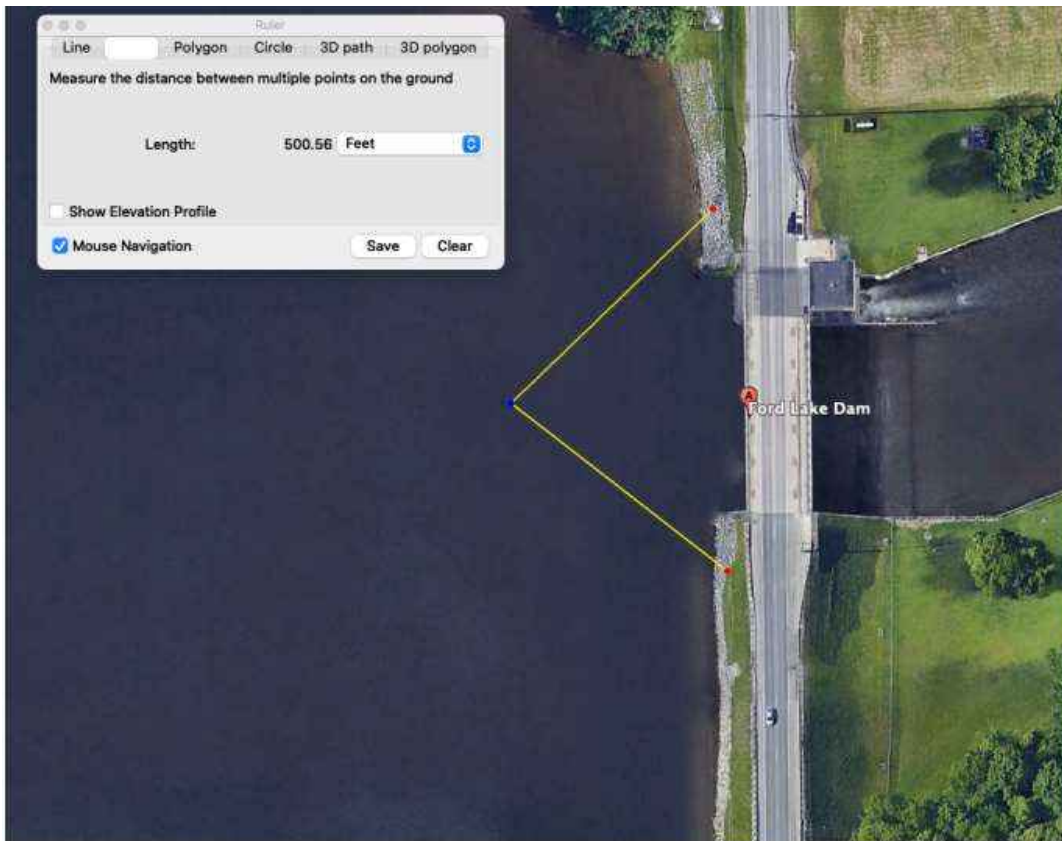 Ruler
Line Polygon Circle 3D path 3D polygon
Measure the distance between multiple points on the ground
Length: 500.56 Feet
Show Elevation Profile
Mouse Navigation Save Clear
A
Ford Lake Dam